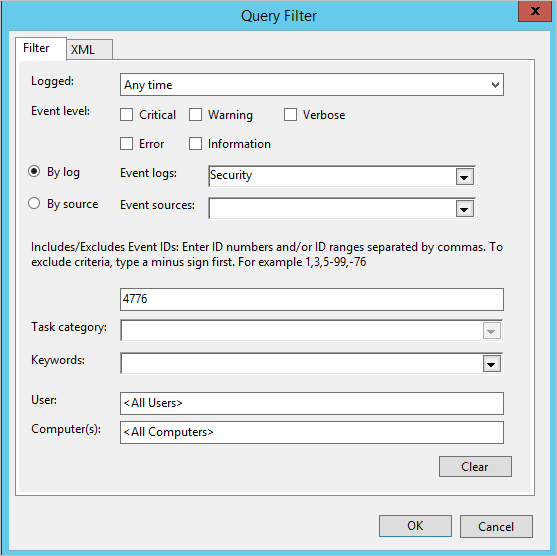 Query Filter
x
Filter XML
Logged: Any time
Event level: Critical Warning Verbose
Error Information
By log Event logs: Security
By source Event sources:
Includes/Excludes Event IDs: Enter ID numbers and/or ID ranges separated by commas. To
exclude criteria, type a minus sign first. For example 1,3,5-99,-76
4776
Task category:
Keywords:
User: <All Users>
Computer(s): <All Computers>
Clear
OK Cancel